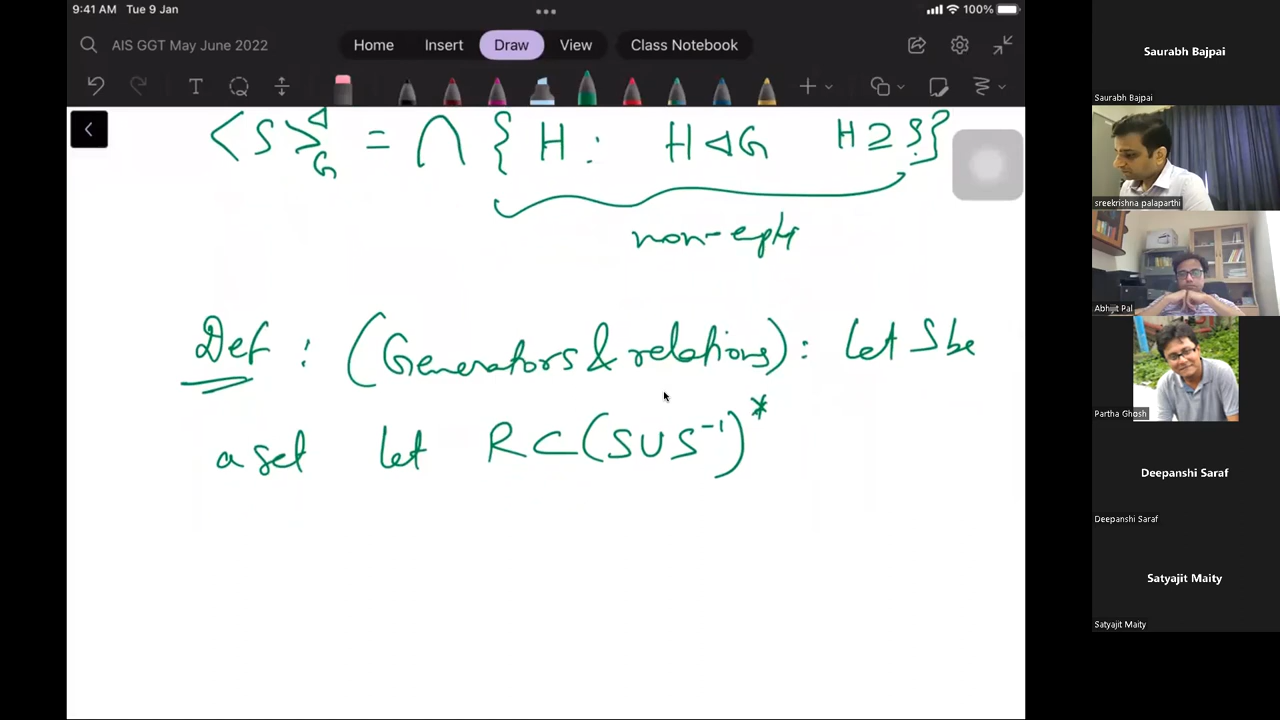 9:41 AM Tue 9 Jan
100%
AIS GGT May June 2022
Home Insert Draw View Class Notebook
T
<S>◁G = ∩ { H : H ◁ G H ⊇ S }
non-epty
Def : (Generators & relations) : let S be
a set let R ⊂ (S ∪ S⁻¹)*
Saurabh Bajpai
Saurabh Bajpai
sreekrishna palaparthi
Abhijit Pal
Partha Ghosh
Deepanshi Saraf
Deepanshi Saraf
Satyajit Maity
Satyajit Maity